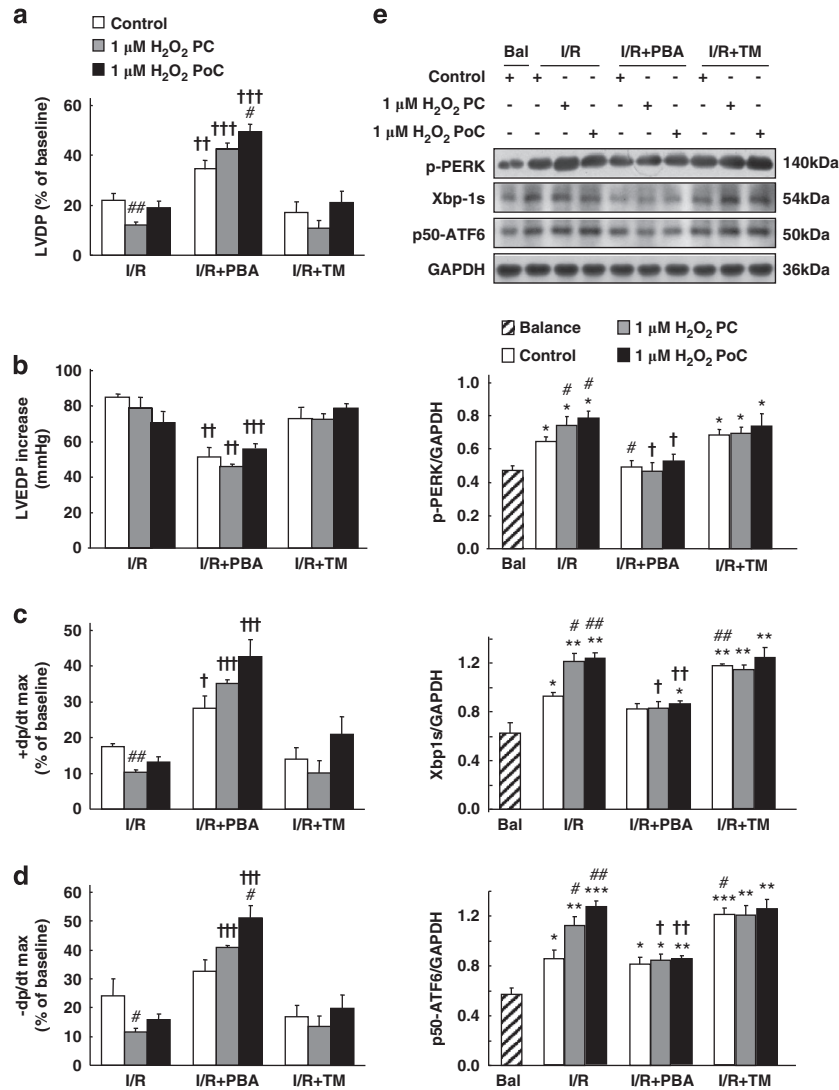 a
Control
1 μM H2O2 PC
1 μM H2O2 PoC
LVDP (% of baseline)
60
40
20
0
##
††
†††
†††
#
I/R I/R+PBA I/R+TM
b
LVEDP increase
(mmHg)
100
80
60
40
20
0
††
††
†††
I/R I/R+PBA I/R+TM
c
+dp/dt max
(% of baseline)
50
40
30
20
10
0
##
†
†††
†††
I/R I/R+PBA I/R+TM
d
-dp/dt max
(% of baseline)
60
50
40
30
20
10
0
#
†††
†††
#
I/R I/R+PBA I/R+TM
e
Bal I/R I/R+PBA I/R+TM
Control + + - - + - - + - -
1 μM H2O2 PC - - + - - + - - + -
1 μM H2O2 PoC - - - + - - + - - +
p-PERK 140kDa
Xbp-1s 54kDa
p50-ATF6 50kDa
GAPDH 36kDa
Balance
1 μM H2O2 PC
Control
1 μM H2O2 PoC
p-PERK/GAPDH
1.0
0.8
0.6
0.4
0.2
0.0
# # 
* * * # † † * * *
Bal I/R I/R+PBA I/R+TM
Xbp1s/GAPDH
1.2
0.8
0.4
0.0
# ## †† ##
* ** ** † * ** ** **
Bal I/R I/R+PBA I/R+TM
p50-ATF6/GAPDH
1.2
0.8
0.4
0.0
# ## † †† #
* ** *** * * ** *** ** **
Bal I/R I/R+PBA I/R+TM